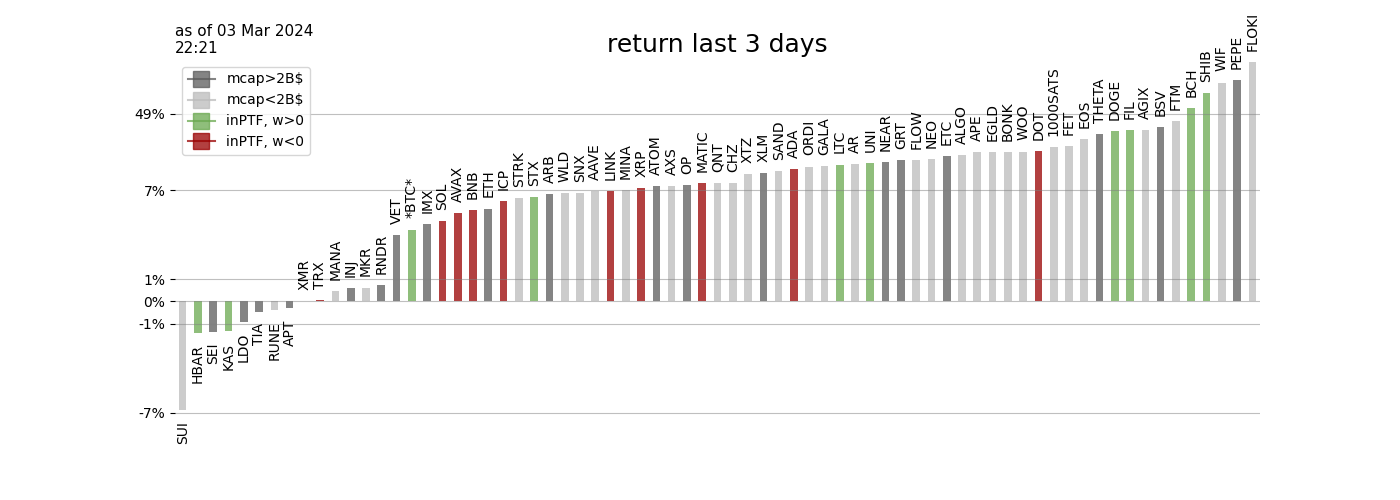 as of 03 Mar 2024
22:21
return last 3 days
mcap>2B$
mcap<2B$
inPTF, w>0
inPTF, w<0
49%
7%
1%
0%
-1%
-7%
SUI
HBAR
SEI
KAS
LDO
TIA
RUNE
APT
XMR
TRX
MANA
INJ
MKR
RNDR
VET
*BTC*
IMX
SOL
AVAX
BNB
ETH
ICP
STRK
STX
ARB
WLD
SNX
AAVE
LINK
MINA
XRP
ATOM
AXS
OP
MATIC
QNT
CHZ
XTZ
XLM
SAND
ADA
ORDI
GALA
LTC
AR
UNI
NEAR
GRT
FLOW
NEO
ETC
ALGO
APE
EGLD
BONK
WOO
DOT
1000SATS
FET
EOS
THETA
DOGE
FIL
AGIX
BSV
FTM
BCH
SHIB
WIF
PEPE
FLOKI